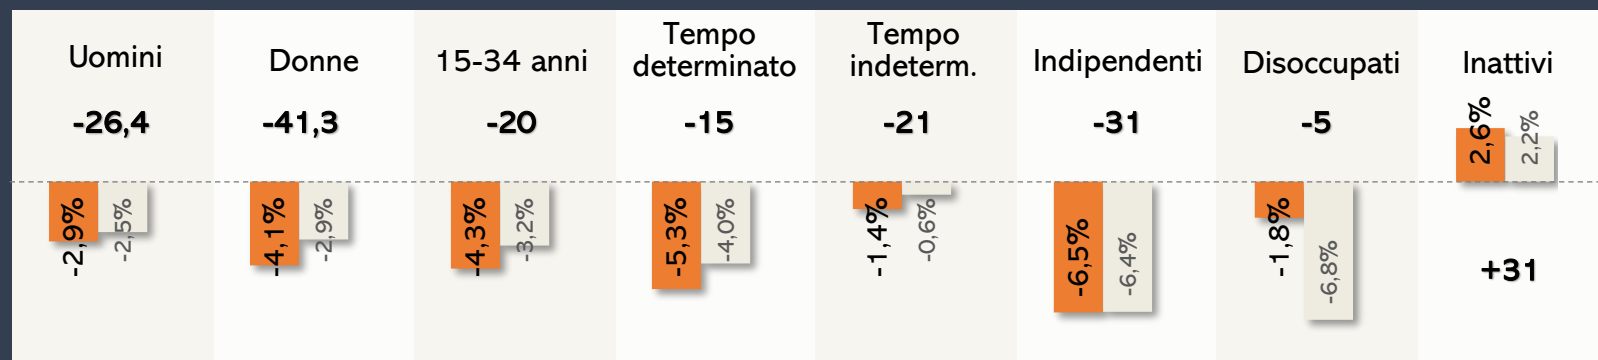 Uomini
-26,4
-2,9%
-2,5%
Donne
-41,3
-4,1%
-2,9%
15-34 anni
-20
-4,3%
-3,2%
Tempo
determinato
-15
-5,3%
-4,0%
Tempo
indeterm.
-21
-1,4%
-0,6%
Indipendenti
-31
-6,5%
-6,4%
Disoccupati
-5
-1,8%
-6,8%
Inattivi
2,6%
2,2%
+31